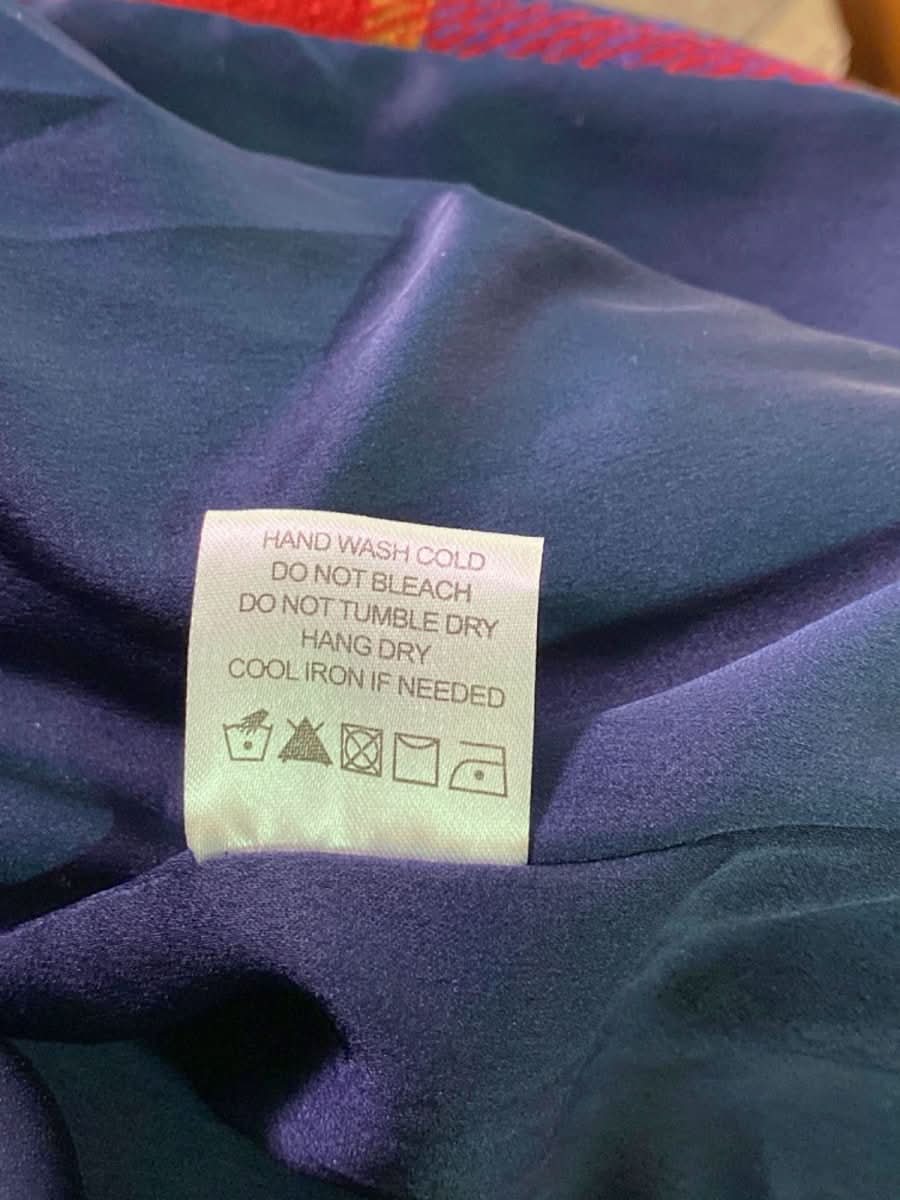 HAND WASH COLD
DO NOT BLEACH
DO NOT TUMBLE DRY
HANG DRY
COOL IRON IF NEEDED